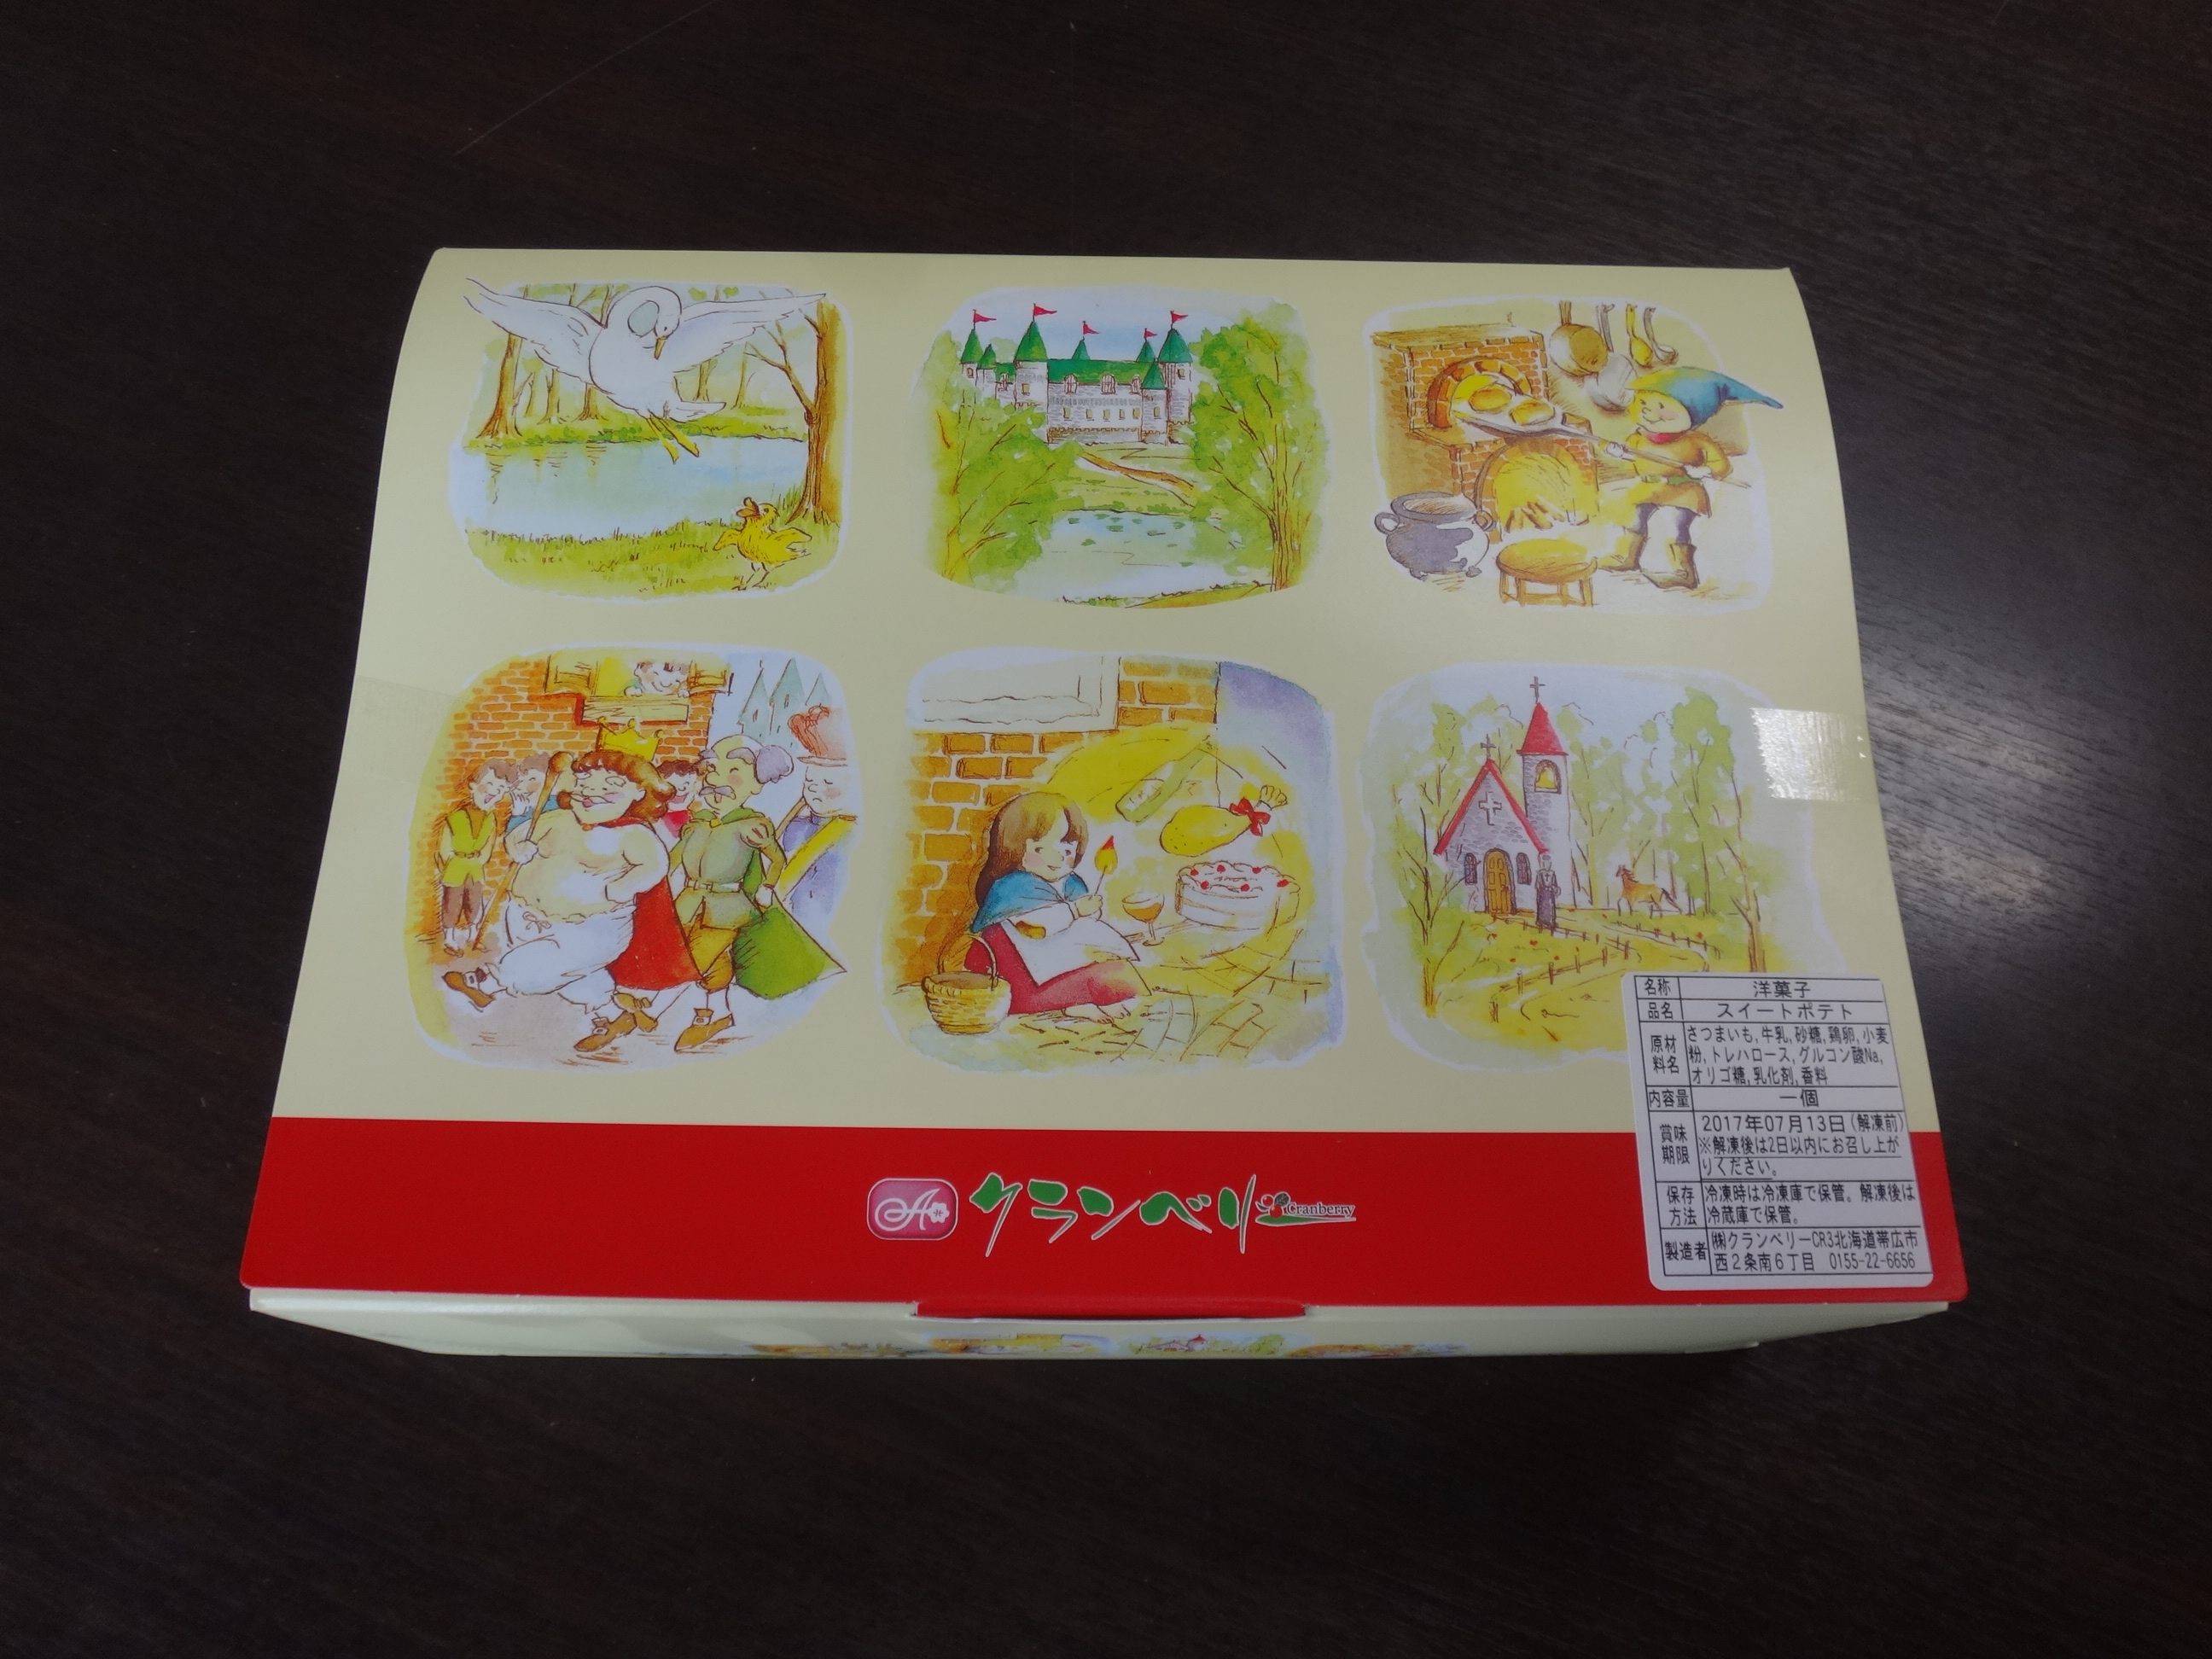 クランベリー Cranberry
名称 洋菓子
品名 スイートポテト
原材料名 さつまいも,牛乳,砂糖,鶏卵,小麦
粉,トレハロース,グルコン酸Na,
オリゴ糖,乳化剤,香料
内容量 一個
賞味期限 2017年07月13日(解凍前)
※解凍後は2日以内にお召し上が
りください。
保存方法 冷凍時は冷凍庫で保管。解凍後は
冷蔵庫で保管。
製造者 ㈱クランベリーCR3北海道帯広市
西2条南6丁目 0155-22-6656